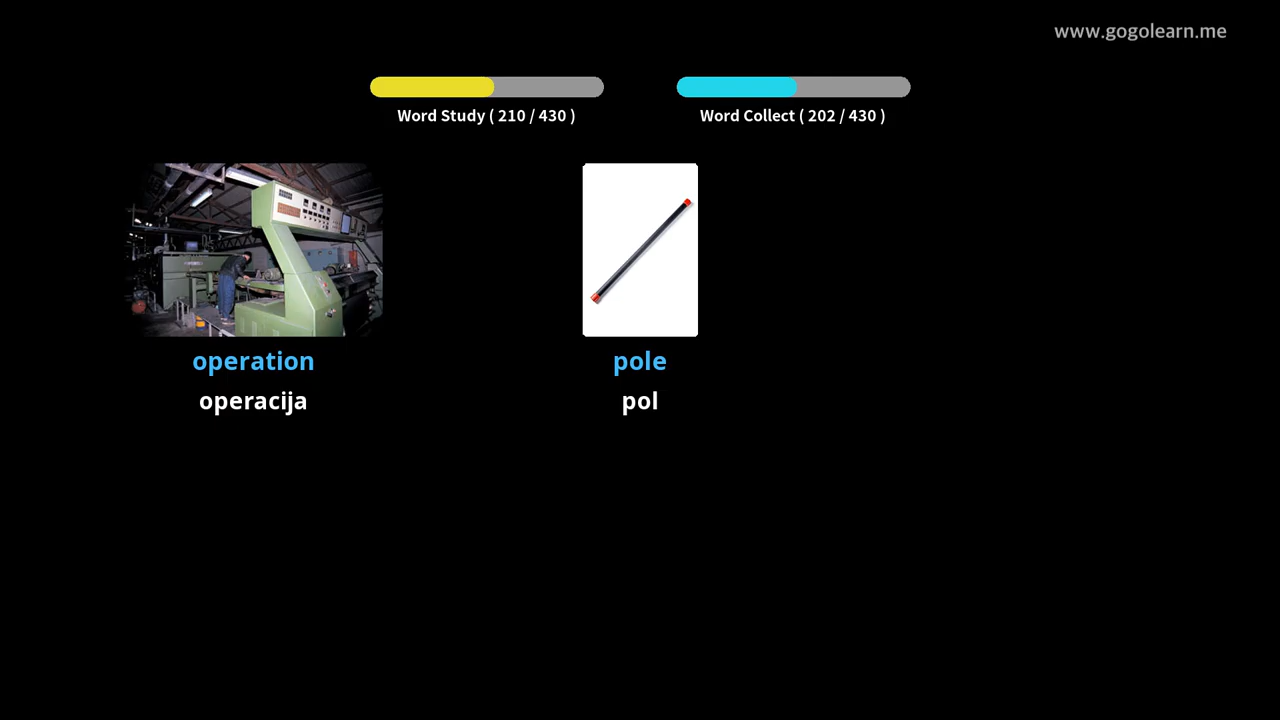 www.gogolearn.me
Word Study ( 210 / 430 )
Word Collect ( 202 / 430 )
operation
operacija
pole
pol